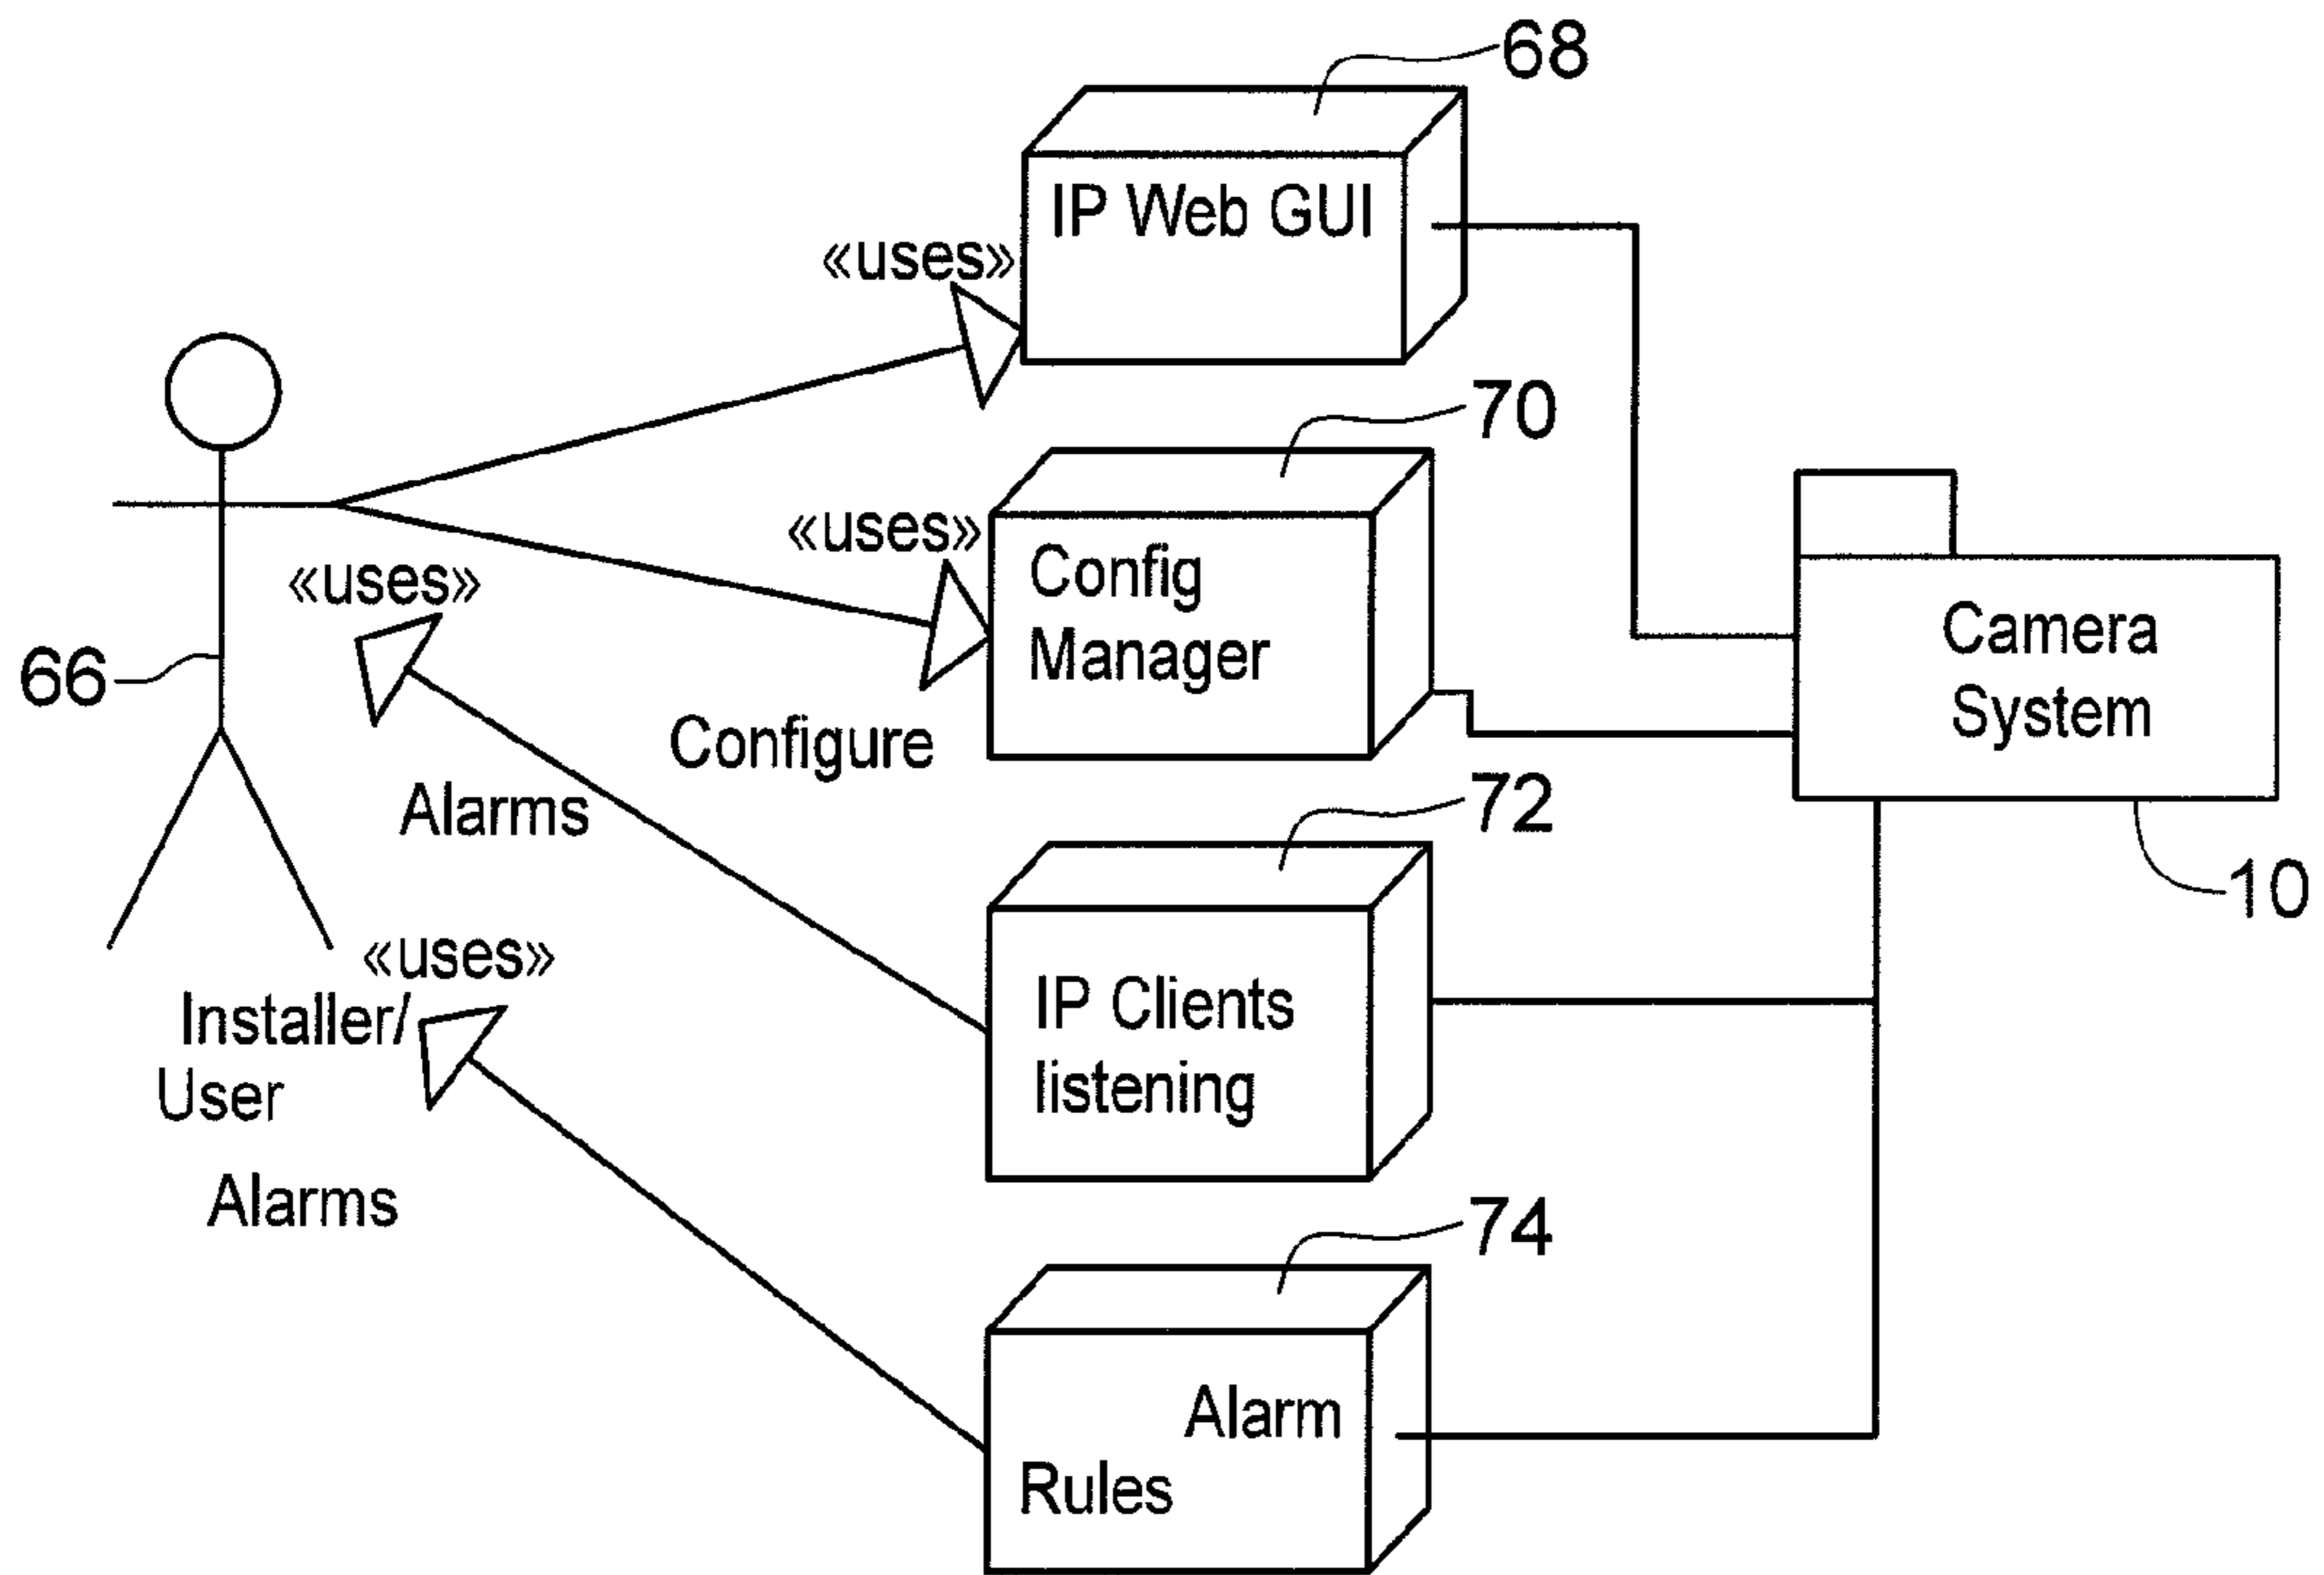 68
IP Web GUI
«uses»
70
«uses»
Config
Manager
Configure
«uses»
66
Alarms
Camera
System
10
72
IP Clients
listening
«uses»
Installer/
User
Alarms
74
Alarm
Rules